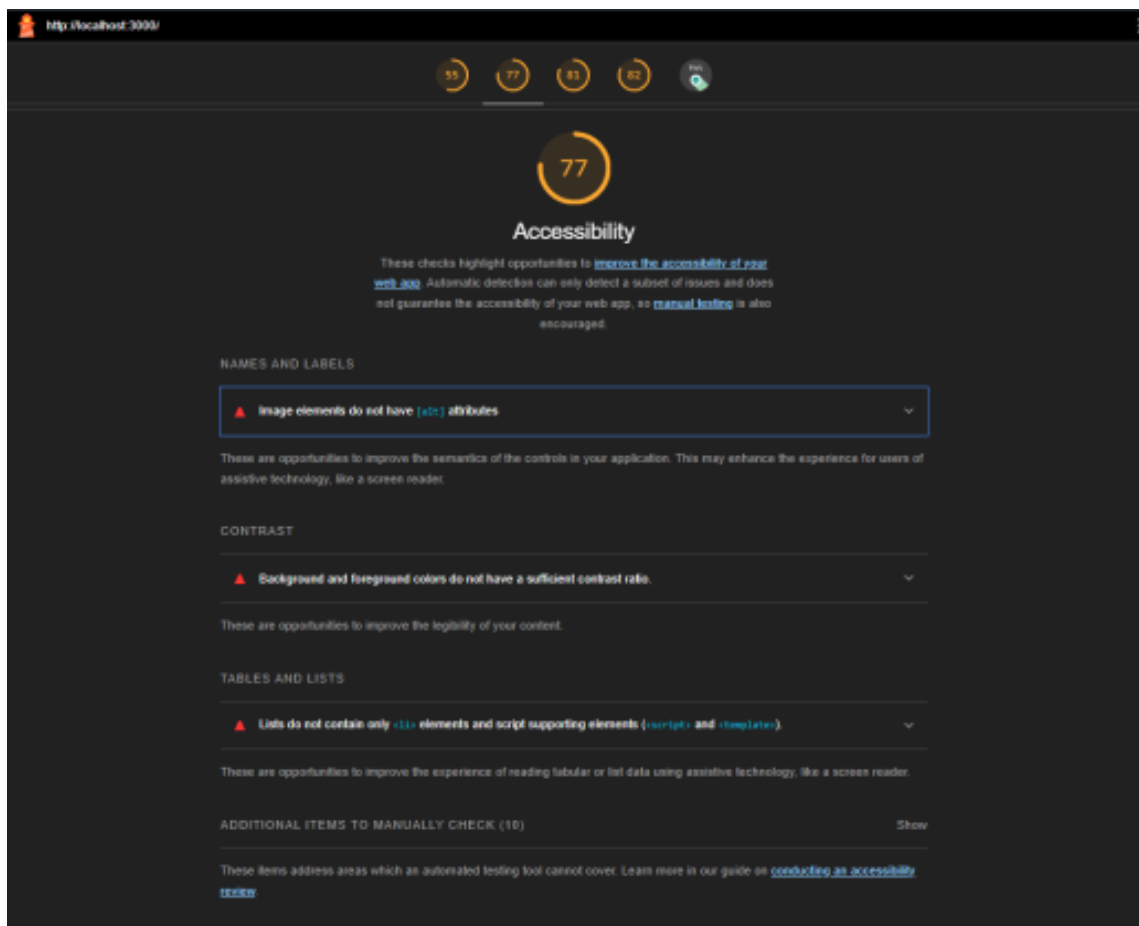 http://localhost:3000/
55 77 81 82
77
Accessibility
These checks highlight opportunities to improve the accessibility of your
web app. Automatic detection can only detect a subset of issues and does
not guarantee the accessibility of your web app, so manual testing is also
encouraged.
NAMES AND LABELS
Image elements do not have [alt] attributes
These are opportunities to improve the semantics of the controls in your application. This may enhance the experience for users of
assistive technology, like a screen reader.
CONTRAST
Background and foreground colors do not have a sufficient contrast ratio.
These are opportunities to improve the legibility of your content.
TABLES AND LISTS
Lists do not contain only <li> elements and script supporting elements (<script> and <template>).
These are opportunities to improve the experience of reading tabular or list data using assistive technology, like a screen reader.
ADDITIONAL ITEMS TO MANUALLY CHECK (10) Show
These items address areas which an automated testing tool cannot cover. Learn more in our guide on conducting an accessibility
review.